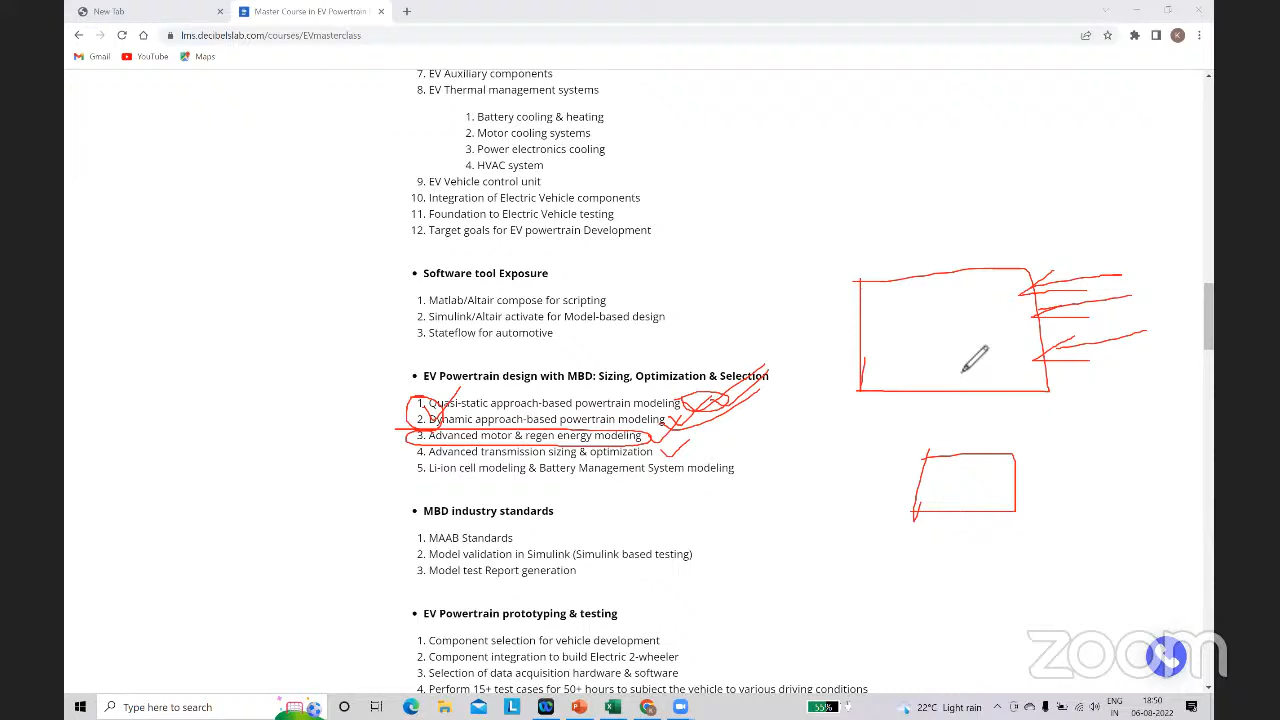 New Tab
Master Course in EV Powertrain
lms.decibelslab.com/courses/EVmasterclass
K
Gmail YouTube Maps
7. EV Auxiliary components
8. EV Thermal management systems
1. Battery cooling & heating
2. Motor cooling systems
3. Power electronics cooling
4. HVAC system
9. EV Vehicle control unit
10. Integration of Electric Vehicle components
11. Foundation to Electric Vehicle testing
12. Target goals for EV powertrain Development
• Software tool Exposure
1. Matlab/Altair compose for scripting
2. Simulink/Altair activate for Model-based design
3. Stateflow for automotive
• EV Powertrain design with MBD: Sizing, Optimization & Selection
1. Quasi-static approach-based powertrain modeling
2. Dynamic approach-based powertrain modeling
3. Advanced motor & regen energy modeling
4. Advanced transmission sizing & optimization
5. Li-ion cell modeling & Battery Management System modeling
• MBD industry standards
1. MAAB Standards
2. Model validation in Simulink (Simulink based testing)
3. Model test Report generation
• EV Powertrain prototyping & testing
1. Component selection for vehicle development
2. Component integration to build Electric 2-wheeler
3. Selection of data acquisition hardware & software
4. Perform 15+ test cases for 50+ hours to subject the vehicle to various driving conditions
zoom
Type here to search
L
55%
22°C Light rain
ENG
IN
18:50
06-08-2022